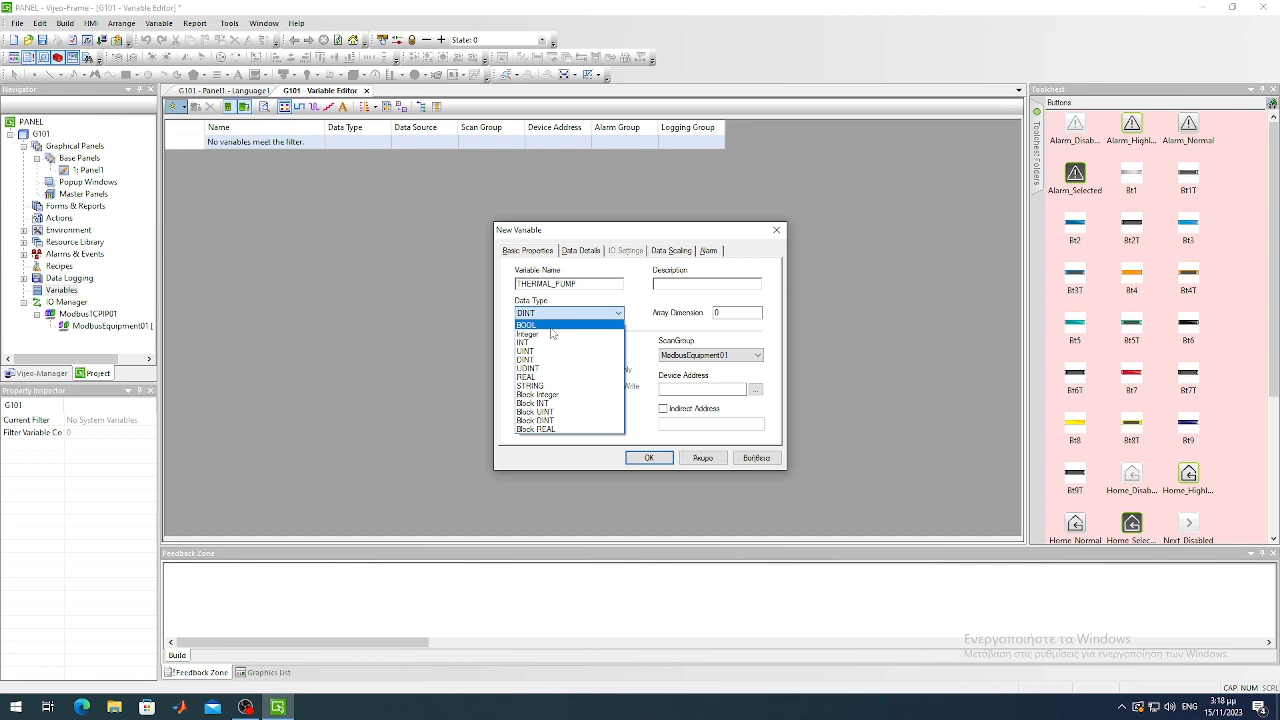 PANEL - Vijeo-Frame - [G101 - Variable Editor] *
File Edit Build HMI Arrange Variable Report Tools Window Help
State: 0
Navigator
PANEL
G101
Graphical Panels
Base Panels
1: Panel1
Popup Windows
Master Panels
Forms & Reports
Actions
Environment
Resource Library
Alarms & Events
Recipes
Data Logging
Variables
IO Manager
ModbusTCPIP01
ModbusEquipment01 [
Vijeo-Manager Project
Property Inspector
G101
Current Filter No System Variables
Filter Variable Co 0
G101 - Panel1 - Language1 G101 - Variable Editor
Name Data Type Data Source Scan Group Device Address Alarm Group Logging Group
No variables meet the filter.
New Variable
Basic Properties Data Details IO Settings Data Scaling Alarm
Variable Name Description
THERMAL_PUMP
Data Type
DINT Array Dimension 0
BOOL
Integer
INT
UINT
DINT
UDINT
REAL
STRING
Block Integer
Block INT
Block UINT
Block DINT
Block REAL
ScanGroup
ModbusEquipment01
Device Address
...
Indirect Address
OK Άκυρο Βοήθεια
Toolchest
Buttons
Toolchest Folders
Alarm_Disab... Alarm_Highl... Alarm_Normal
Alarm_Selected Bt1 Bt1T
Bt2 Bt2T Bt3
Bt3T Bt4 Bt4T
Bt5 Bt5T Bt6
Bt6T Bt7 Bt7T
Bt8 Bt8T Bt9
Bt9T Home_Disab... Home_Highl...
Home_Normal Home_Selec... Next_Disabled
Feedback Zone
Build
Feedback Zone Graphics List
Ενεργοποιήστε τα Windows
Μετάβαση στις ρυθμίσεις για ενεργοποίηση των Windows.
CAP NUM SCRL
ENG
3:18 μμ
15/11/2023